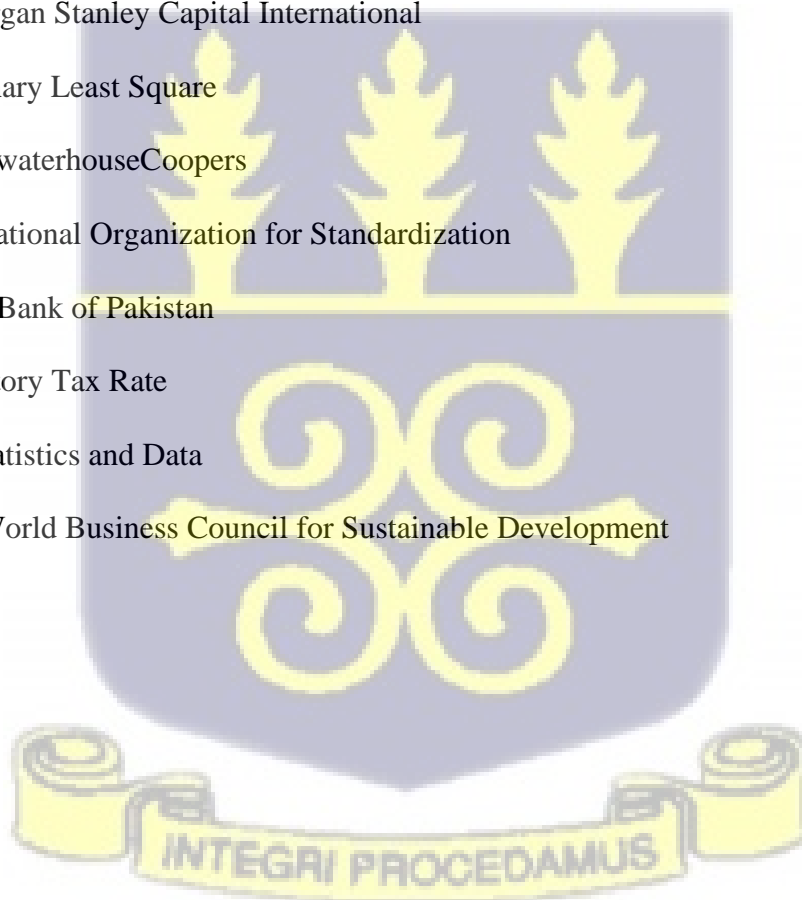 gan Stanley Capital International
ary Least Square
waterhouseCoopers
ational Organization for Standardization
Bank of Pakistan
ory Tax Rate
atistics and Data
World Business Council for Sustainable Development
INTEGRI PROCEDAMUS